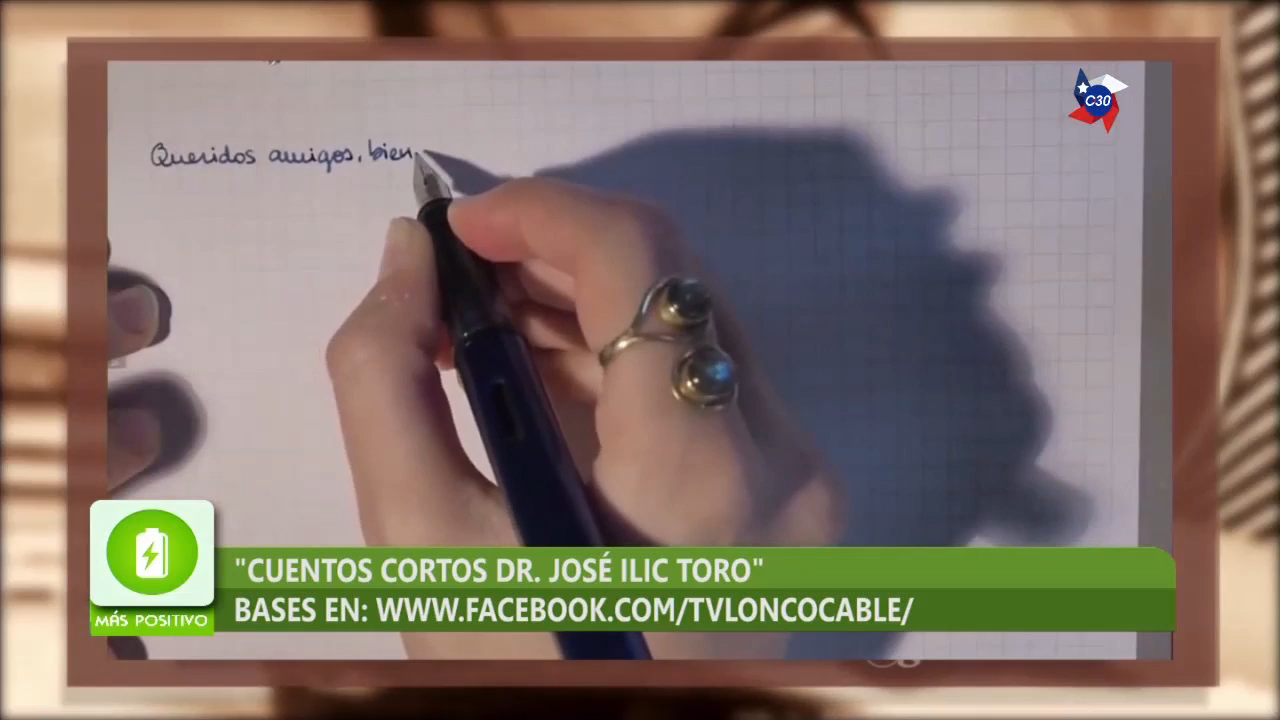 C30
Queridos amigos, bien
"CUENTOS CORTOS DR. JOSÉ ILIC TORO"
BASES EN: WWW.FACEBOOK.COM/TVLONCOCABLE/
MÁS POSITIVO